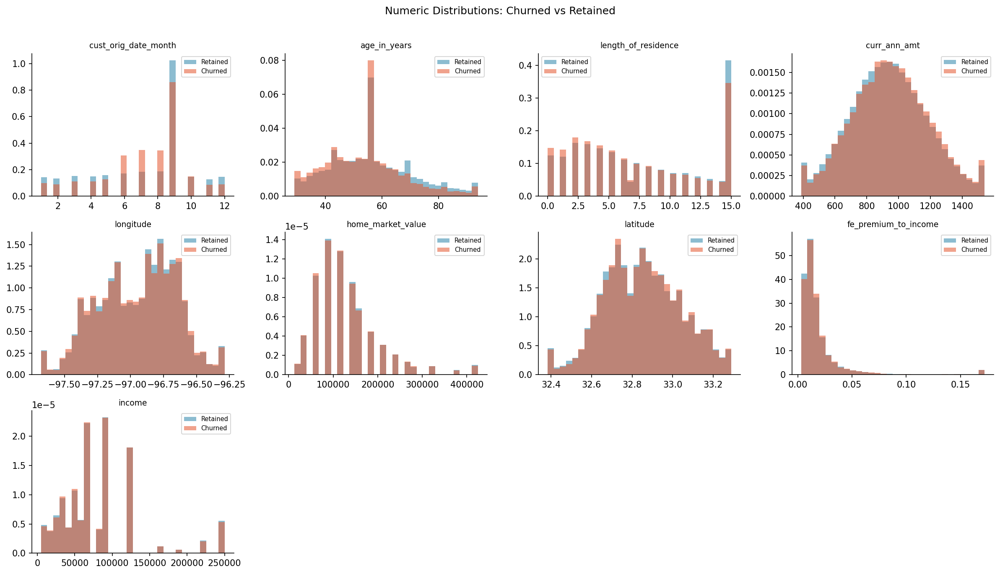 Numeric Distributions: Churned vs Retained
cust_orig_date_month
Retained
Churned
1.0
0.8
0.6
0.4
0.2
0.0
2 4 6 8 10 12
age_in_years
Retained
Churned
0.08
0.06
0.04
0.02
0.00
40 60 80
length_of_residence
Retained
Churned
0.4
0.3
0.2
0.1
0.0
0.0 2.5 5.0 7.5 10.0 12.5 15.0
curr_ann_amt
Retained
Churned
0.00150
0.00125
0.00100
0.00075
0.00050
0.00025
0.00000
400 600 800 1000 1200 1400
longitude
Retained
Churned
1.50
1.25
1.00
0.75
0.50
0.25
0.00
−97.50 −97.25 −97.00 −96.75 −96.50 −96.25
home_market_value
1e−5
Retained
Churned
1.4
1.2
1.0
0.8
0.6
0.4
0.2
0.0
0 100000 200000 300000 400000
latitude
Retained
Churned
2.0
1.5
1.0
0.5
0.0
32.4 32.6 32.8 33.0 33.2
fe_premium_to_income
Retained
Churned
50
40
30
20
10
0
0.00 0.05 0.10 0.15
income
1e−5
Retained
Churned
2.0
1.5
1.0
0.5
0.0
0 50000 100000 150000 200000 250000